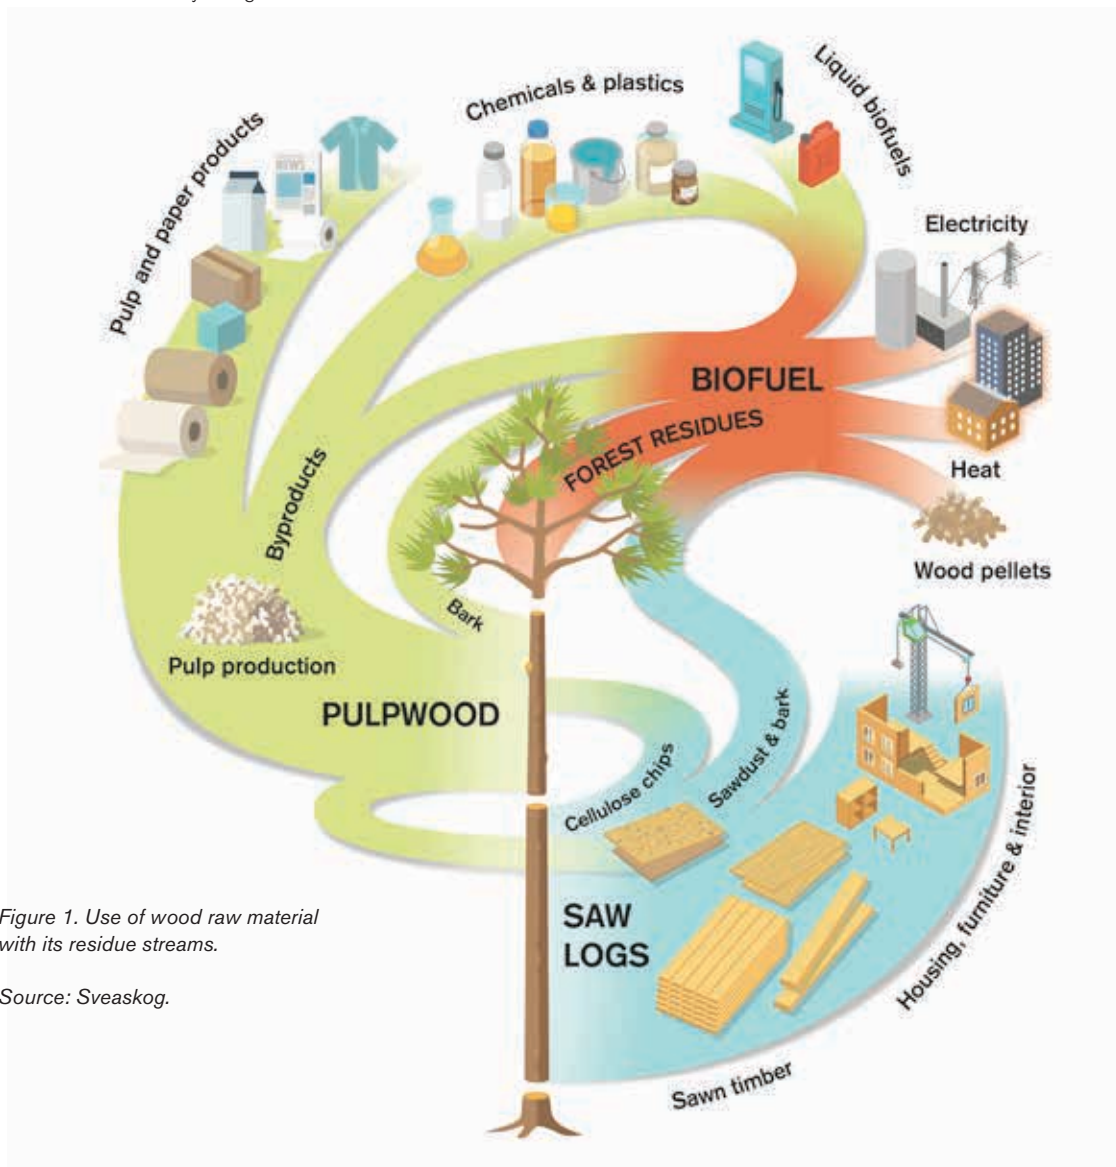 Chemicals & plastics
Liquid biofuels
Pulp and paper products
NEWS
Electricity
BIOFUEL
FOREST RESIDUES
Heat
Byproducts
Wood pellets
Bark
Pulp production
PULPWOOD
Cellulose chips
Sawdust & bark
Housing, furniture & interior
SAW
LOGS
Figure 1. Use of wood raw material
with its residue streams.
Source: Sveaskog.
Sawn timber